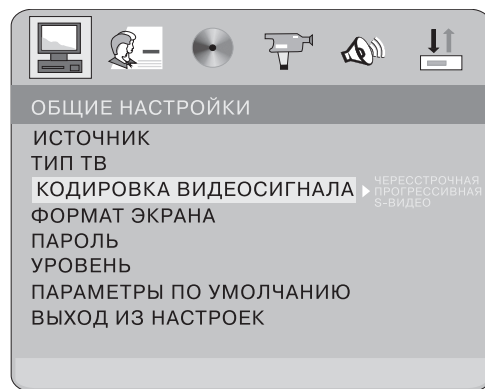 ОБЩИЕ НАСТРОЙКИ
ИСТОЧНИК
ТИП ТВ
КОДИРОВКА ВИДЕОСИГНАЛА
ЧЕРЕССТРОЧНАЯ
ПРОГРЕССИВНАЯ
S-ВИДЕО
ФОРМАТ ЭКРАНА
ПАРОЛЬ
УРОВЕНЬ
ПАРАМЕТРЫ ПО УМОЛЧАНИЮ
ВЫХОД ИЗ НАСТРОЕК